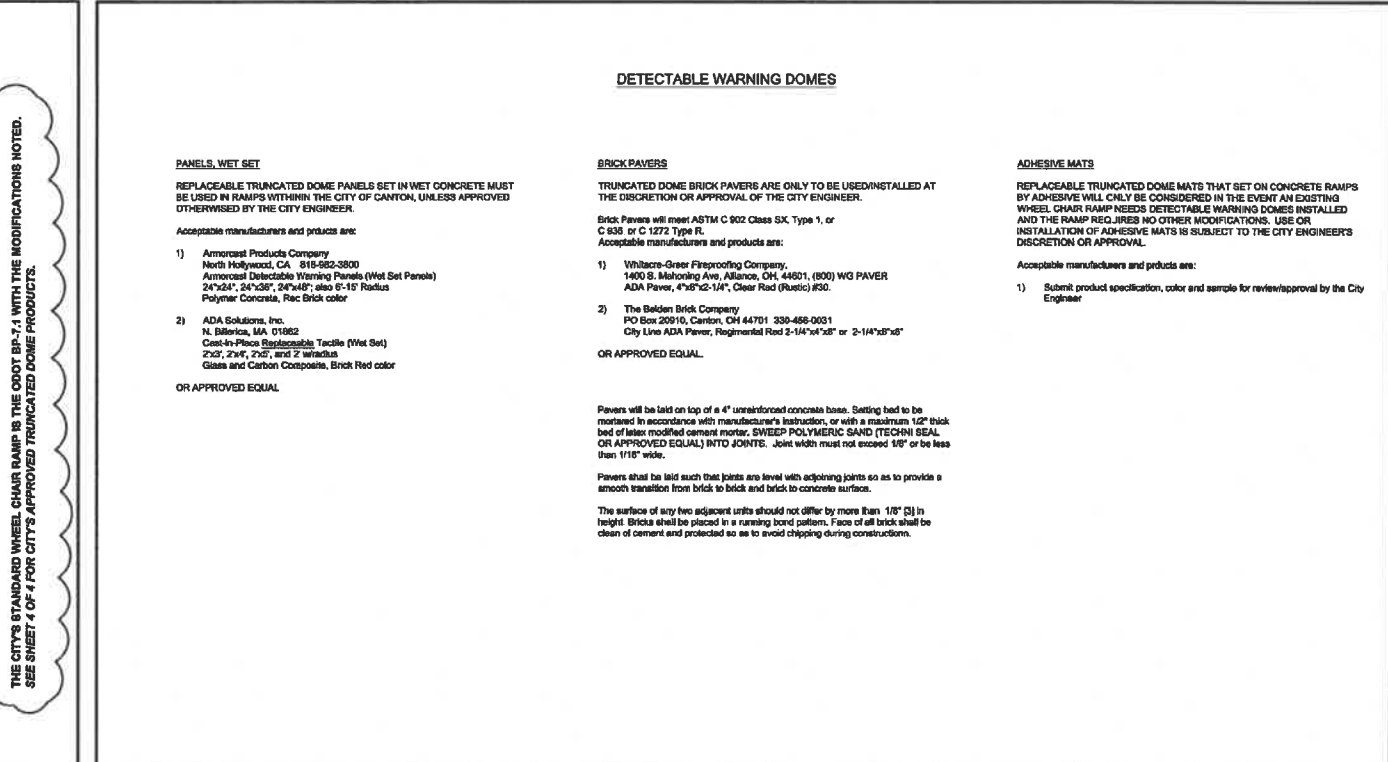 THE CITY'S STANDARD WHEEL CHAIR RAMP IS THE ODOT BP-7.1 WITH THE MODIFICATIONS NOTED.
SEE SHEET 4 OF 4 FOR CITY'S APPROVED TRUNCATED DOME PRODUCTS.
DETECTABLE WARNING DOMES
PANELS, WET SET
REPLACEABLE TRUNCATED DOME PANELS SET IN WET CONCRETE MUST
BE USED IN RAMPS WITHININ THE CITY OF CANTON, UNLESS APPROVED
OTHERWISED BY THE CITY ENGINEER.
Acceptable manufacturers and prducts are:
1) Armorcast Products Company
North Hollywood, CA 818-982-3600
Armorcast Detectable Warning Panels (Wet Set Panels)
24"x24", 24"x36", 24"x48"; also 6'-15' Radius
Polymer Concrete, Rec Brick color
2) ADA Solutions, Inc.
N. Billerica, MA 01862
Cast-In-Place Replaceable Tactile (Wet Set)
2'x3', 2'x4', 2'x5', and 2' w/radius
Glass and Carbon Composite, Brick Red color
OR APPROVED EQUAL
BRICK PAVERS
TRUNCATED DOME BRICK PAVERS ARE ONLY TO BE USED/INSTALLED AT
THE DISCRETION OR APPROVAL OF THE CITY ENGINEER.
Brick Pavers will meet ASTM C 902 Class SX, Type 1, or
C 936 or C 1272 Type R.
Acceptable manufacturers and products are:
1) Whitacre-Greer Fireproofing Company,
1400 S. Mahoning Ave, Alliance, OH, 44601, (800) WG PAVER
ADA Paver, 4"x8"x2-1/4", Clear Red (Rustic) #30.
2) The Belden Brick Company
PO Box 20910, Canton, OH 44701 330-456-0031
City Line ADA Paver, Regimental Red 2-1/4"x4"x8" or 2-1/4"x8"x8"
OR APPROVED EQUAL.
Pavers will be laid on top of a 4" unreinforced concrete base. Setting bed to be
mortared in accordance with manufacturer's instruction, or with a maximum 1/2" thick
bed of latex modified cement mortar. SWEEP POLYMERIC SAND (TECHNI SEAL
OR APPROVED EQUAL) INTO JOINTS. Joint width must not exceed 1/8" or be less
than 1/16" wide.
Pavers shall be laid such that joints are level with adjoining joints so as to provide a
smooth transition from brick to brick and brick to concrete surface.
The surface of any two adjacent units should not differ by more than 1/8" [3] in
height. Bricks shall be placed in a running bond pattern. Face of all brick shall be
clean of cement and protected so as to avoid chipping during constructionn.
ADHESIVE MATS
REPLACEABLE TRUNCATED DOME MATS THAT SET ON CONCRETE RAMPS
BY ADHESIVE WILL ONLY BE CONSIDERED IN THE EVENT AN EXISTING
WHEEL CHAIR RAMP NEEDS DETECTABLE WARNING DOMES INSTALLED
AND THE RAMP REQUIRES NO OTHER MODIFICATIONS. USE OR
INSTALLATION OF ADHESIVE MATS IS SUBJECT TO THE CITY ENGINEER'S
DISCRETION OR APPROVAL.
Acceptable manufacturers and prducts are:
1) Submit product specification, color and sample for review/approval by the City
Engineer